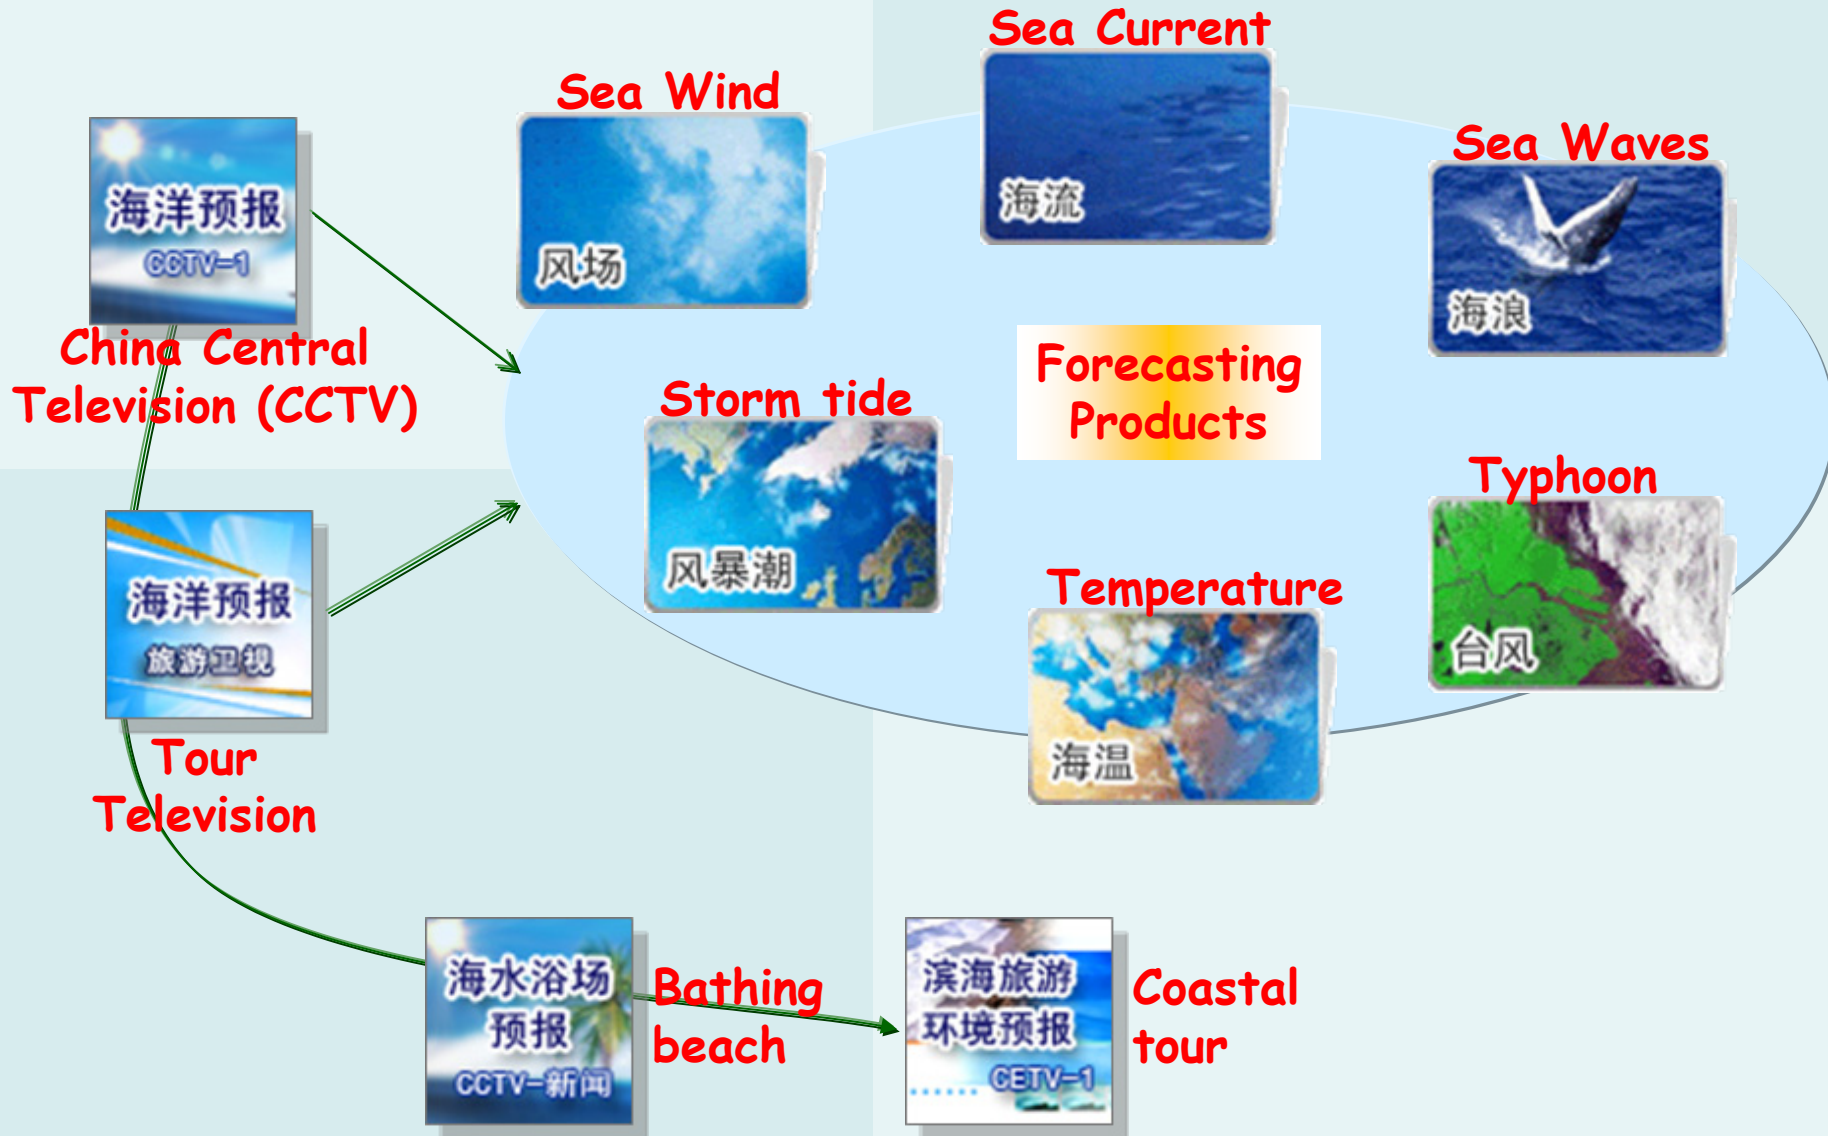 Sea Current
海流
Sea Wind
风场
Sea Waves
海浪
海洋预报
CCTV-1
China Central
Television (CCTV)
Forecasting
Products
Storm tide
风暴潮
Typhoon
台风
海洋预报
旅游卫视
Tour
Television
Temperature
海温
海水浴场
预报
CCTV-新闻
Bathing
beach
滨海旅游
环境预报
CETV-1
Coastal
tour